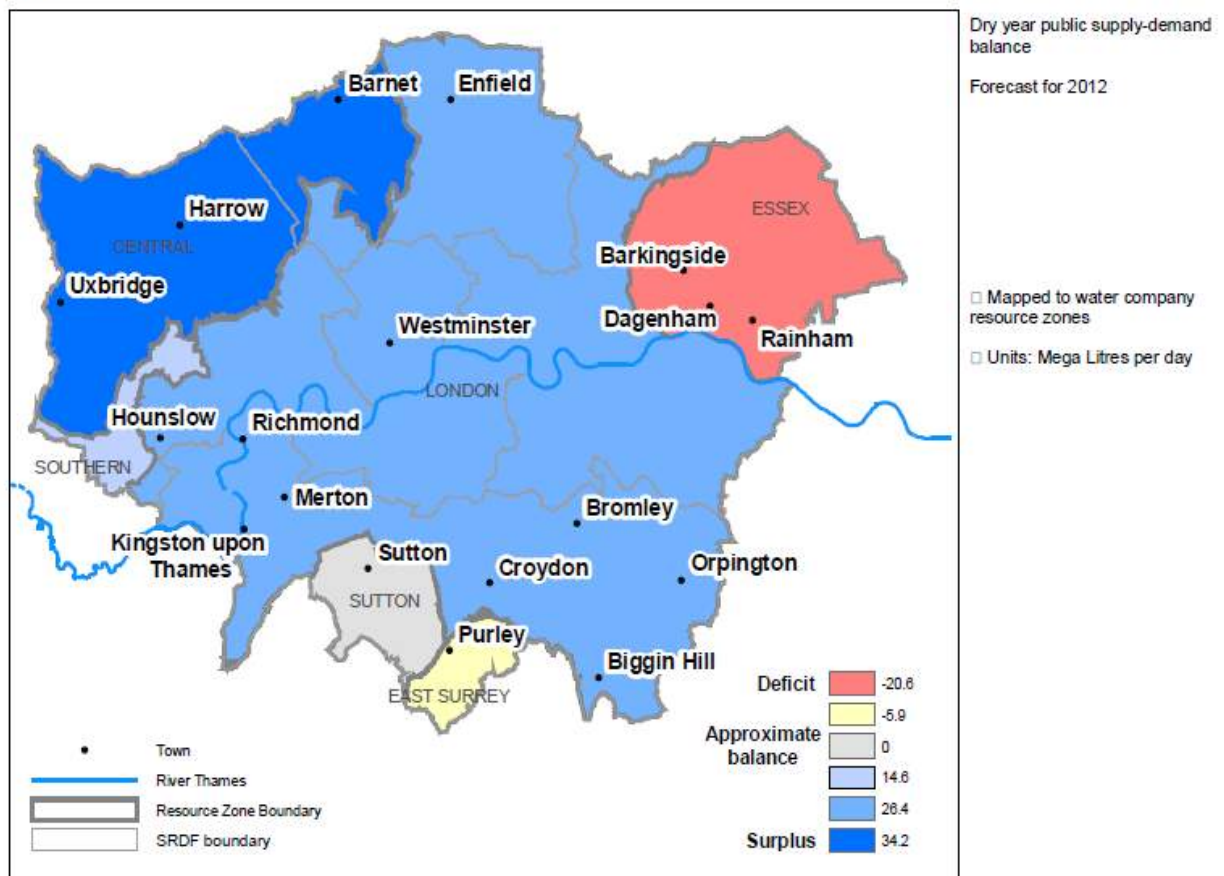 Dry year public supply-demand
balance
Forecast for 2012
□ Mapped to water company
resource zones
□ Units: Mega Litres per day
Barnet
Enfield
Harrow
CENTRAL
ESSEX
Barkingside
Uxbridge
Westminster
Dagenham
Rainham
LONDON
Hounslow
Richmond
SOUTHERN
Merton
Bromley
Kingston upon
Thames
Sutton
Croydon
Orpington
SUTTON
Purley
Biggin Hill
EAST SURREY
Town
River Thames
Resource Zone Boundary
SRDF boundary
Deficit -20.6
-5.9
Approximate
balance
0
14.6
26.4
Surplus 34.2